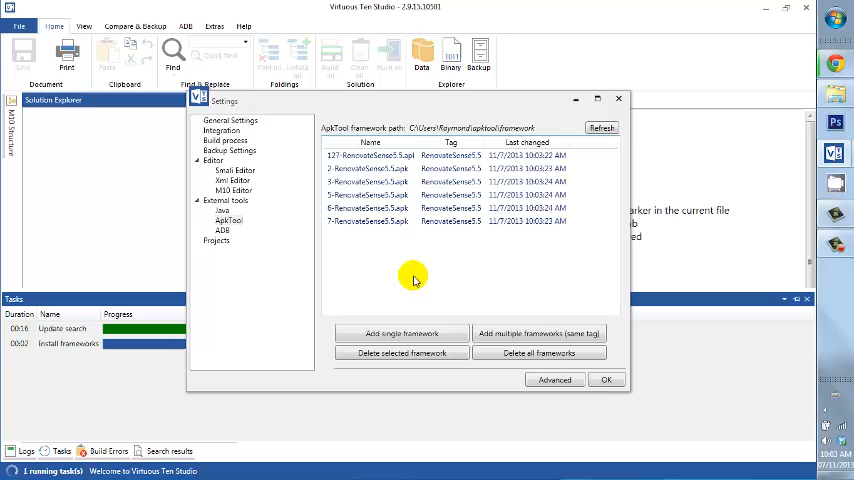 Virtuous Ten Studio - 2.9.15.10501
File Home View Compare & Backup ADB Extras Help
Save Print Paste Find Quick find Fold all Unfold all Build all Clean all Push all Data Binary Backup
Document Clipboard Find & Replace Foldings Solution Explorer
M10 Structure
Solution Explorer
Settings
General Settings
Integration
Build process
Backup Settings
Editor
Smali Editor
Xml Editor
M10 Editor
External tools
Java
ApkTool
ADB
Projects
ApkTool framework path: C:\Users\Raymond\apktool\framework Refresh
Name Tag Last changed
127-RenovateSense5.5.apl RenovateSense5.5 11/7/2013 10:03:22 AM
2-RenovateSense5.5.apk RenovateSense5.5 11/7/2013 10:03:23 AM
3-RenovateSense5.5.apk RenovateSense5.5 11/7/2013 10:03:24 AM
5-RenovateSense5.5.apk RenovateSense5.5 11/7/2013 10:03:24 AM
6-RenovateSense5.5.apk RenovateSense5.5 11/7/2013 10:03:24 AM
7-RenovateSense5.5.apk RenovateSense5.5 11/7/2013 10:03:23 AM
Add single framework Add multiple frameworks (same tag)
Delete selected framework Delete all frameworks
Advanced OK
arker in the current file
b
ed
Tasks
Duration Name Progress
00:16 Update search
00:02 Install frameworks
Logs Tasks Build Errors Search results
1 running task(s) Welcome to Virtuous Ten Studio
Ps
10:03 AM
07/11/2013